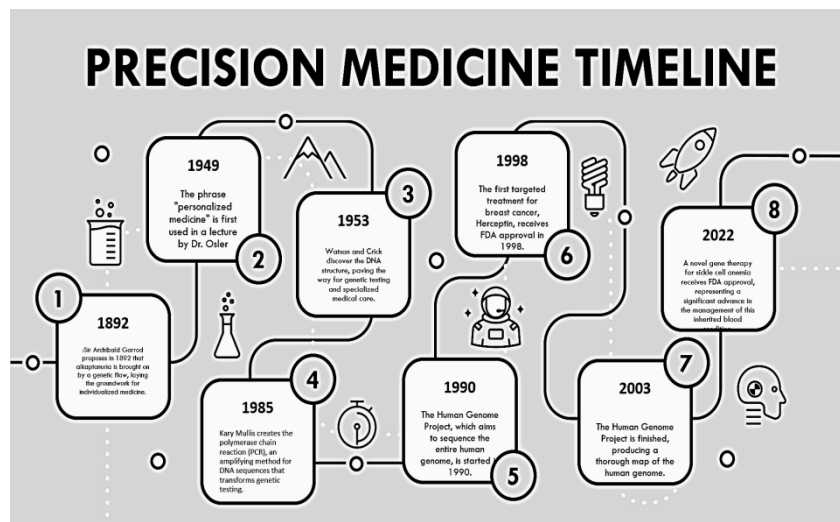 PRECISION MEDICINE TIMELINE
1
1892
:Sir Archibald Garrod
proposes in 1892 that
alkaptonuria is brought on
by a genetic flaw, laying
the groundwork for
individualized medicine.
1949
The phrase
"personalized
medicine" is first
used in a lecture
by Dr. Osler
2
3
1953
Watson and Crick
discover the DNA
structure, paving the
way for genetic testing
and specialized
medical care.
4
1985
Kary Mullis creates the
polymerase chain
reaction (PCR), an
amplifying method for
DNA sequences that
transforms genetic
testing.
1990
The Human Genome
Project, which aims
to sequence the
entire human
genome, is started
1990.
5
1998
The first targeted
treatment for
breast cancer,
Herceptin, receives
FDA approval in
1998.
6
7
2003
The Human Genome
Project is finished,
producing a
thorough map of the
human genome.
8
2022
A novel gene therapy
for sickle cell anemia
receives FDA approval,
representing a
significant advance in
the management of this
inherited blood